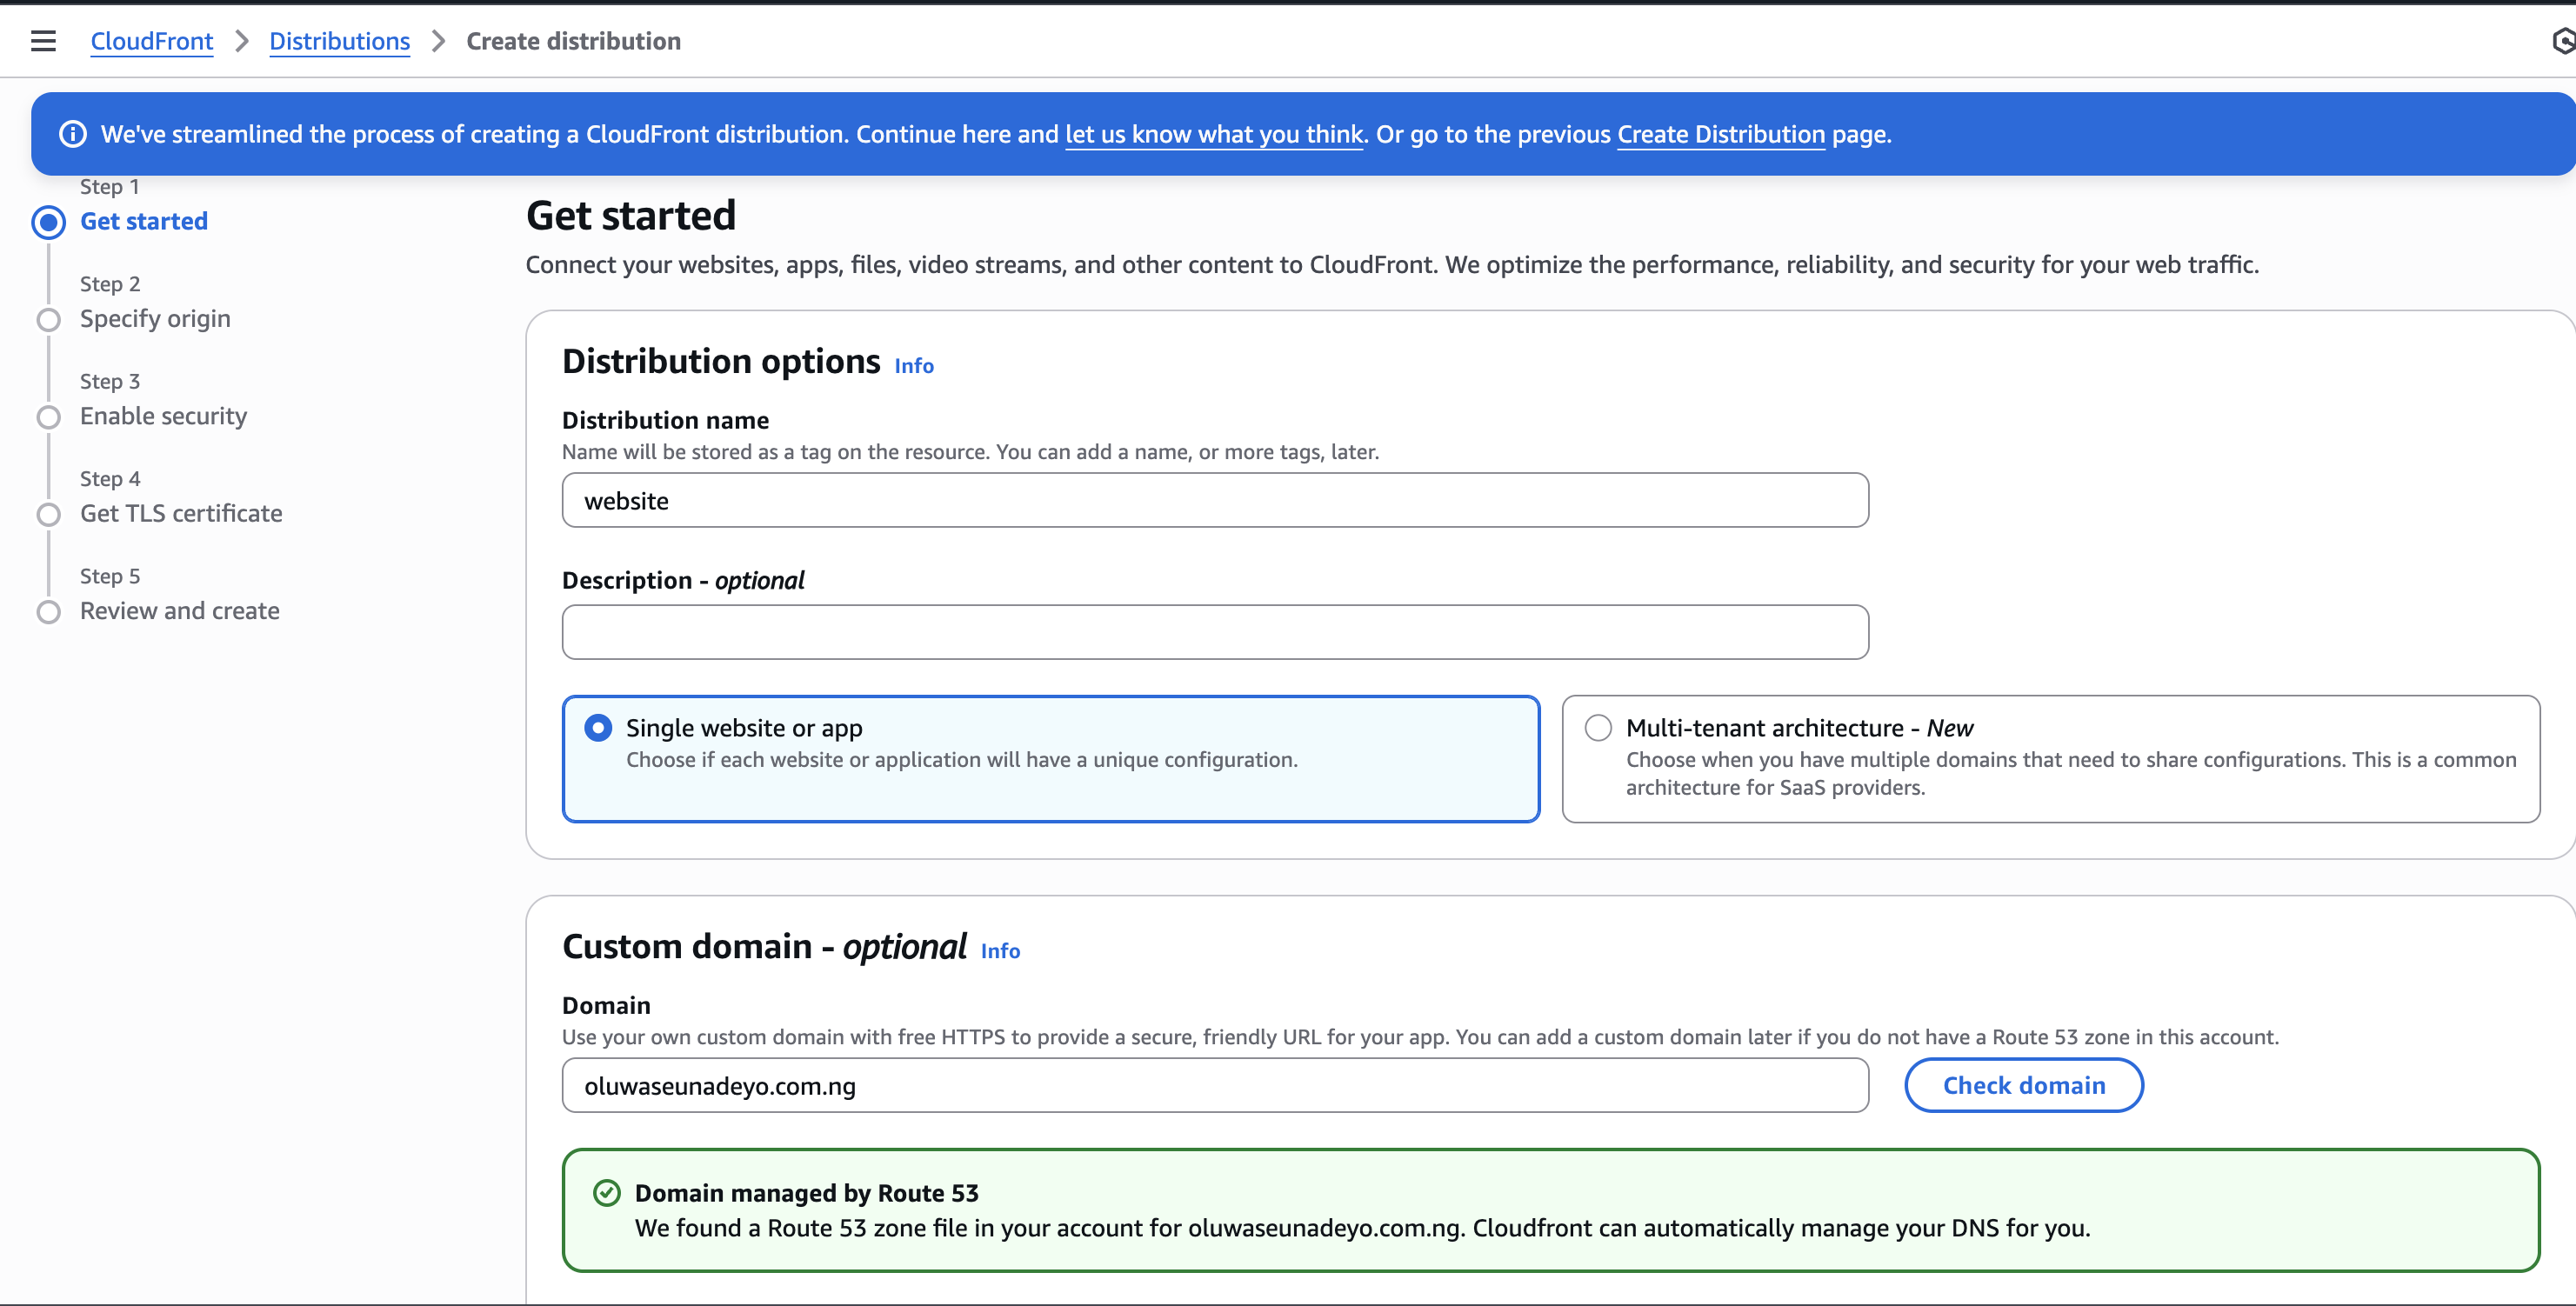 CloudFront > Distributions > Create distribution
We've streamlined the process of creating a CloudFront distribution. Continue here and let us know what you think. Or go to the previous Create Distribution page.
Step 1
Get started
Step 2
Specify origin
Step 3
Enable security
Step 4
Get TLS certificate
Step 5
Review and create
Get started
Connect your websites, apps, files, video streams, and other content to CloudFront. We optimize the performance, reliability, and security for your web traffic.
Distribution options Info
Distribution name
Name will be stored as a tag on the resource. You can add a name, or more tags, later.
website
Description - optional
Single website or app
Choose if each website or application will have a unique configuration.
Multi-tenant architecture - New
Choose when you have multiple domains that need to share configurations. This is a common
architecture for SaaS providers.
Custom domain - optional Info
Domain
Use your own custom domain with free HTTPS to provide a secure, friendly URL for your app. You can add a custom domain later if you do not have a Route 53 zone in this account.
oluwaseunadeyo.com.ng
Check domain
Domain managed by Route 53
We found a Route 53 zone file in your account for oluwaseunadeyo.com.ng. Cloudfront can automatically manage your DNS for you.